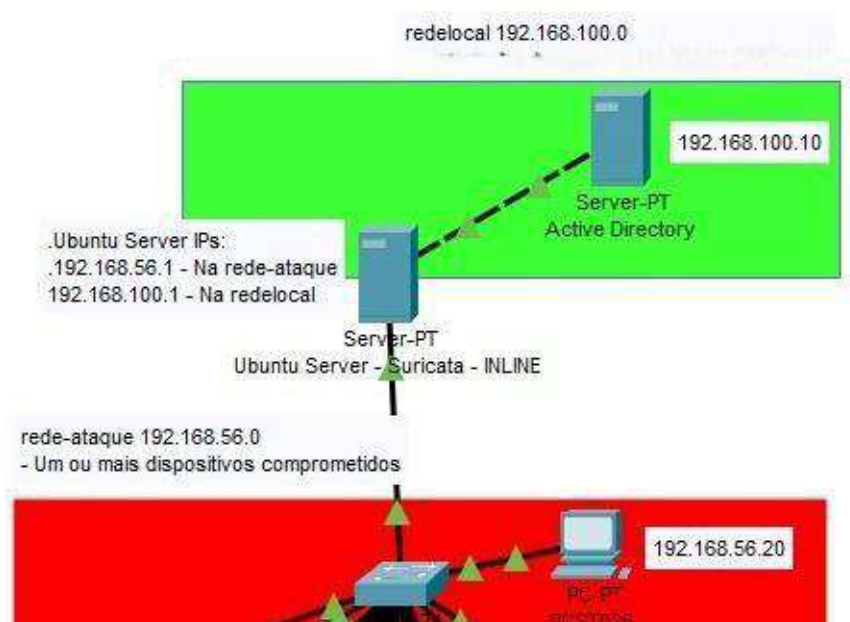 redelocal 192.168.100.0
192.168.100.10
Server-PT
Active Directory
.Ubuntu Server IPs:
.192.168.56.1 - Na rede-ataque
192.168.100.1 - Na redelocal
Server-PT
Ubuntu Server - Suricata - INLINE
rede-ataque 192.168.56.0
- Um ou mais dispositivos comprometidos
192.168.56.20
PC-PT